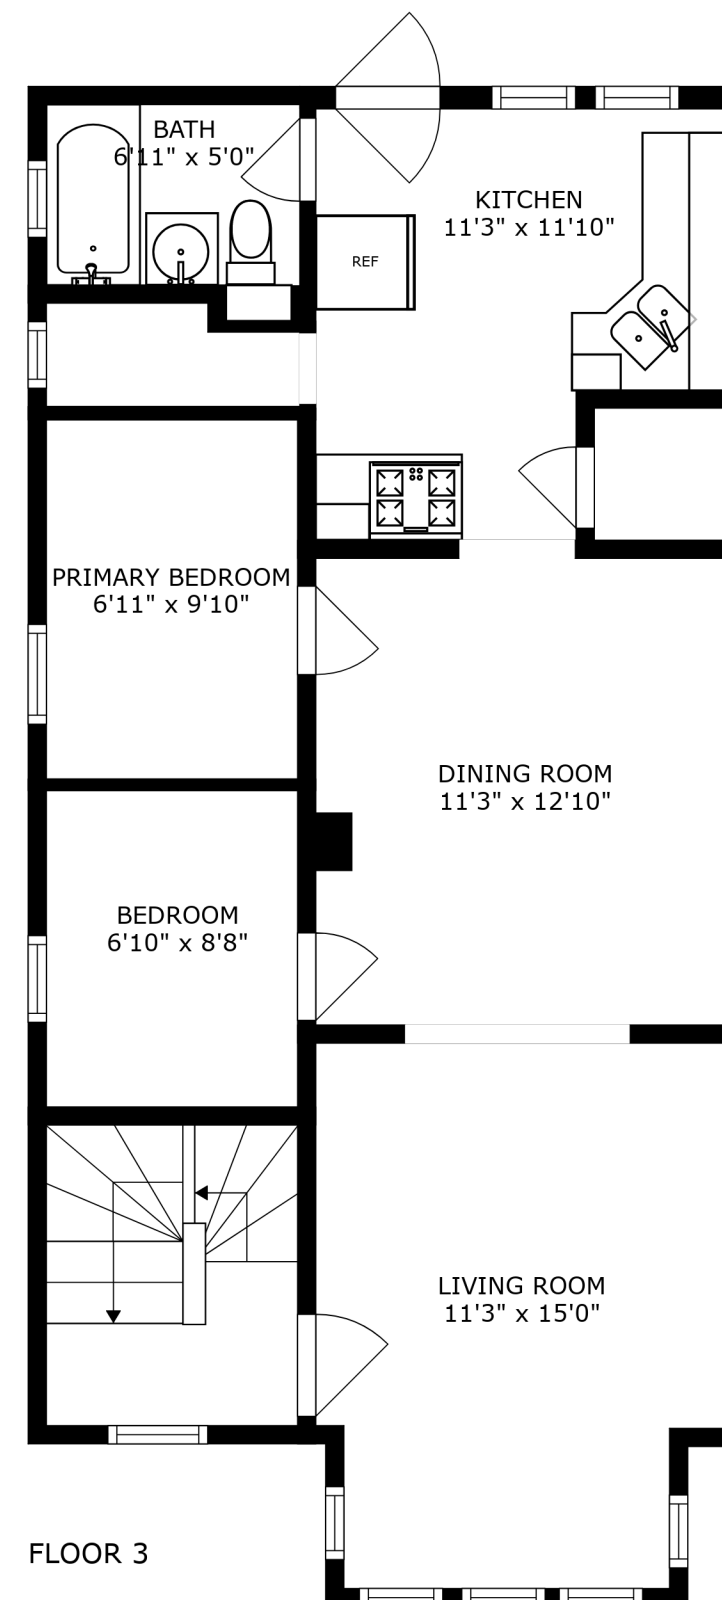 BATH
6'11" x 5'0"
KITCHEN
11'3" x 11'10"
REF
PRIMARY BEDROOM
6'11" x 9'10"
DINING ROOM
11'3" x 12'10"
BEDROOM
6'10" x 8'8"
LIVING ROOM
11'3" x 15'0"
FLOOR 3